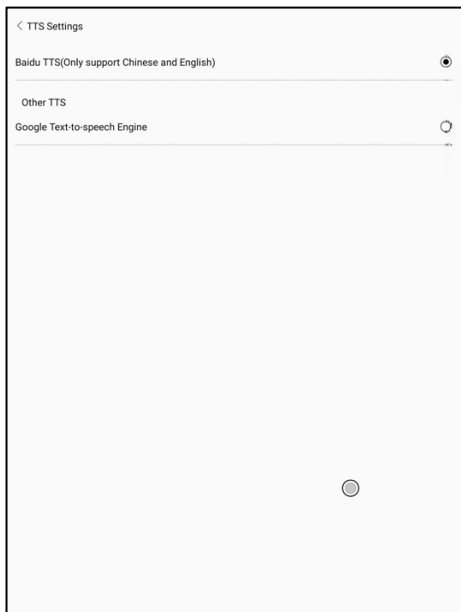 TTS Settings
Baidu TTS(Only support Chinese and English)
Other TTS
Google Text-to-speech Engine